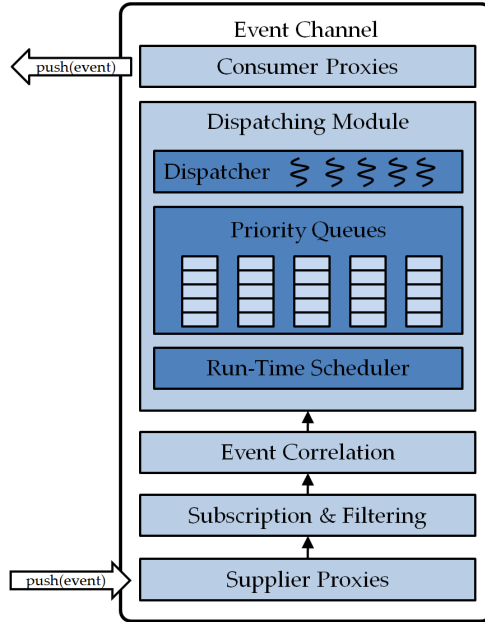 Event Channel
push(event)
Consumer Proxies
Dispatching Module
Dispatcher
Priority Queues
Run-Time Scheduler
Event Correlation
Subscription & Filtering
push(event)
Supplier Proxies